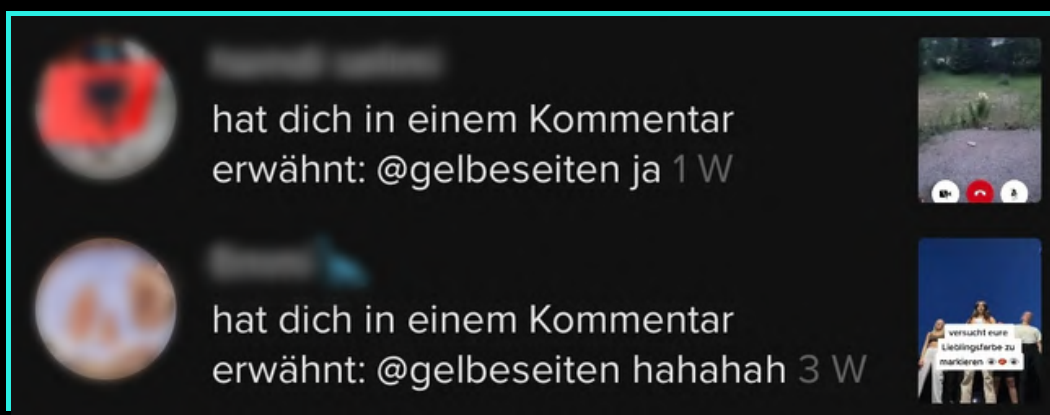 hat dich in einem Kommentar
erwähnt: @gelbeseiten ja 1 W
hat dich in einem Kommentar
erwähnt: @gelbeseiten hahahah 3 W
versucht eure
Lieblingsfarbe zu
markieren